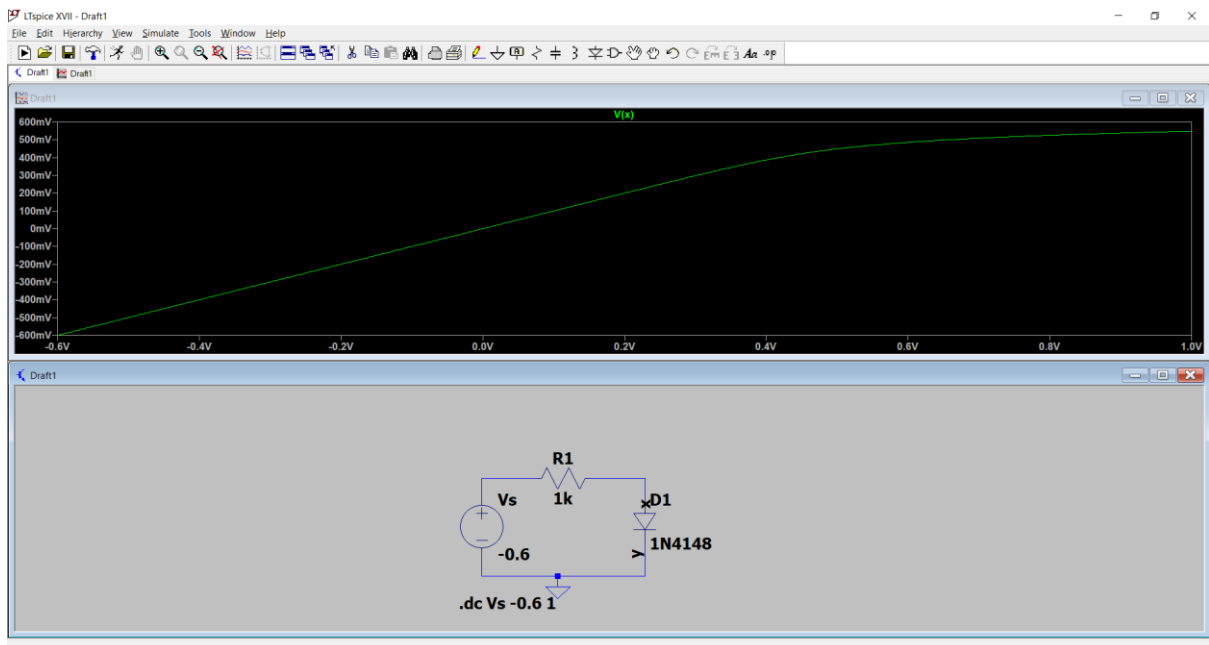 LTspice XVII - Draft1
File Edit Hierarchy View Simulate Tools Window Help
Aa .op
Draft1 Draft1
Draft1
V(x)
600mV
500mV
400mV
300mV
200mV
100mV
0mV
-100mV
-200mV
-300mV
-400mV
-500mV
-600mV
-0.6V -0.4V -0.2V 0.0V 0.2V 0.4V 0.6V 0.8V 1.0V
Draft1
R1
Vs 1k x D1
1N4148
-0.6 y
.dc Vs -0.6 1